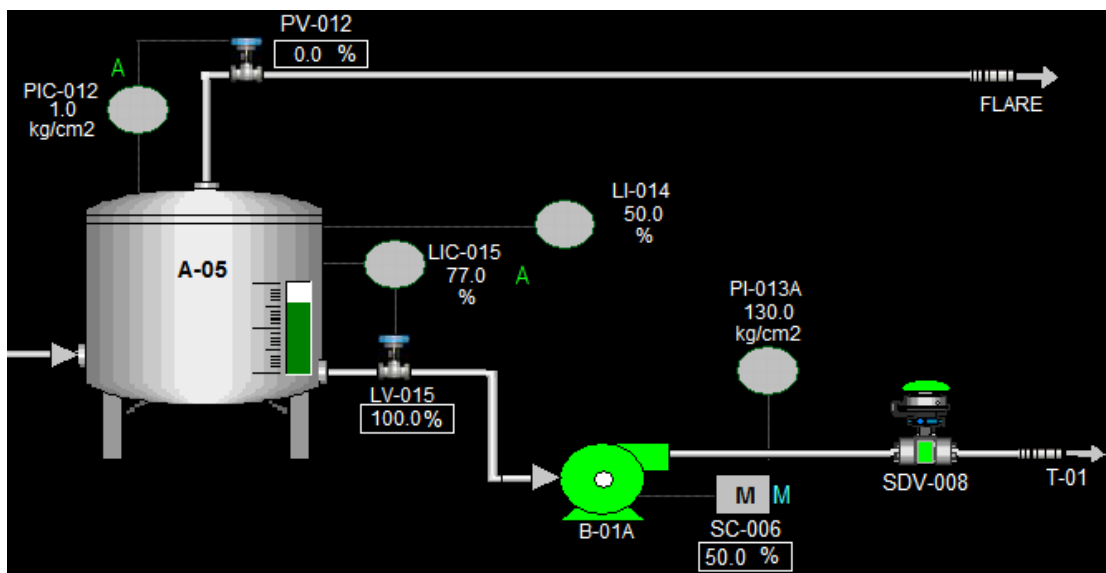 PV-012
0.0 %
A
PIC-012
1.0
kg/cm2
FLARE
LI-014
50.0
%
A-05
LIC-015
77.0
%
A
PI-013A
130.0
kg/cm2
LV-015
100.0%
SDV-008
T-01
M M
B-01A
SC-006
50.0 %